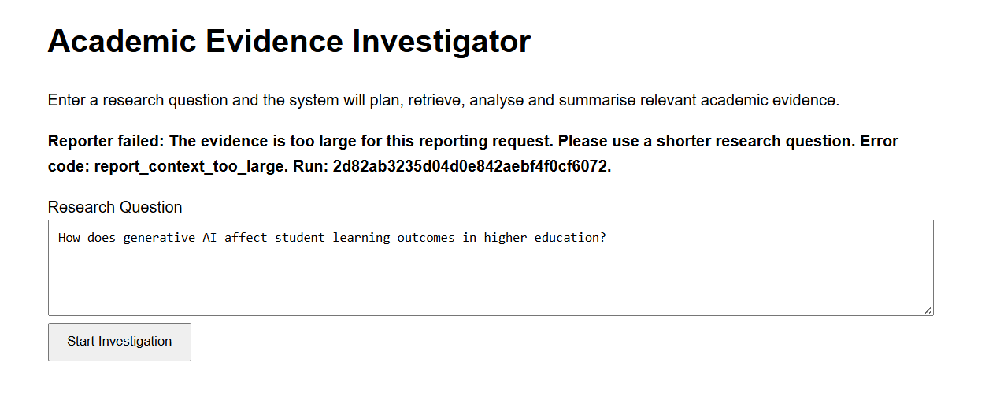 Academic Evidence Investigator
Enter a research question and the system will plan, retrieve, analyse and summarise relevant academic evidence.
Reporter failed: The evidence is too large for this reporting request. Please use a shorter research question. Error
code: report_context_too_large. Run: 2d82ab3235d04d0e842aebf4f0cf6072.
Research Question
How does generative AI affect student learning outcomes in higher education?
Start Investigation